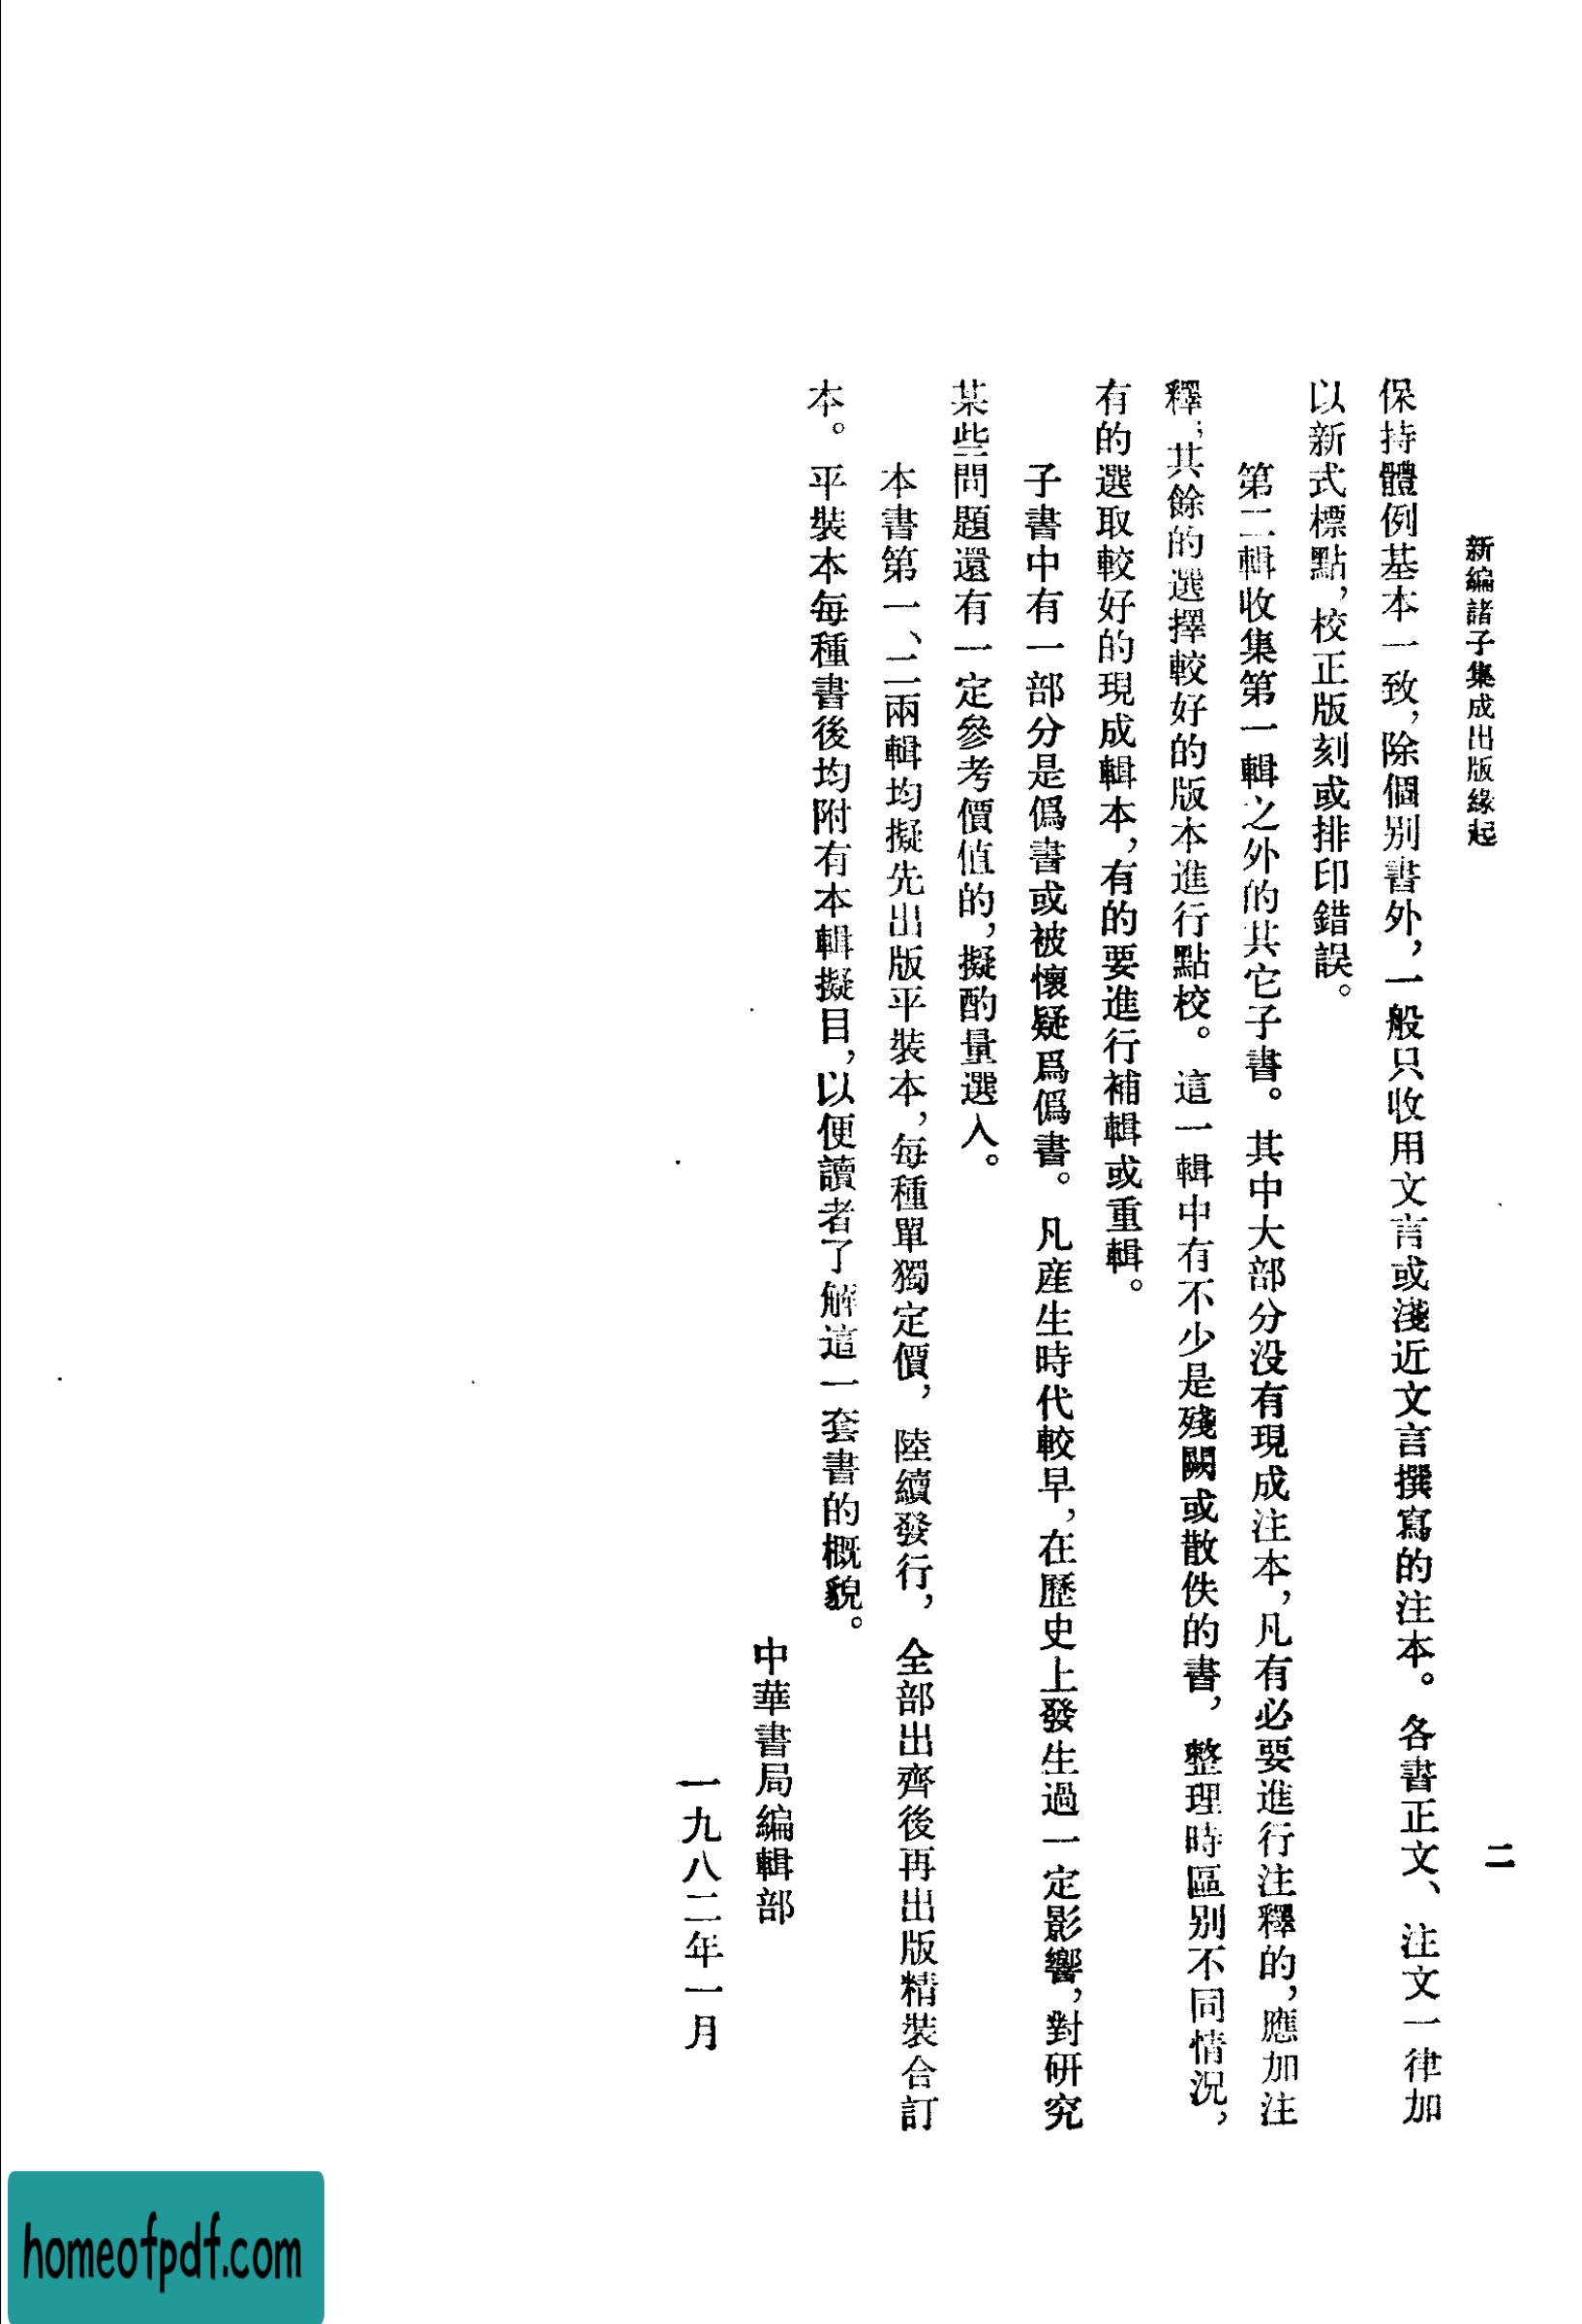 新編諸子集成出版緣起
二
保持體例基本一致，除個別書外，一般只收用文言或淺近文言撰寫的注本。各書正文、注文一律加
以新式標點，校正版刻或排印錯誤。
第二輯收集第一輯之外的其它子書。其中大部分没有現成注本，凡有必要進行注釋的，應加注
釋；其餘的選擇較好的版本進行點校。這一輯中有不少是殘闕或散佚的書，整理時區别不同情況，
有的選取較好的現成輯本，有的要進行補輯或重輯。
子書中有一部分是僞書或被懷疑爲僞書。凡産生時代較早，在歷史上發生過一定影響，對研究
某些問題還有一定參考價值的，擬酌量選入。
本書第一、二兩輯均擬先出版平裝本，每種單獨定價，陸續發行，全部出齊後再出版精裝合訂
本。平裝本每種書後均附有本輯擬目，以便讀者了解這一套書的概貌。
中華書局編輯部
一九八二年一月
homeofpdf.com